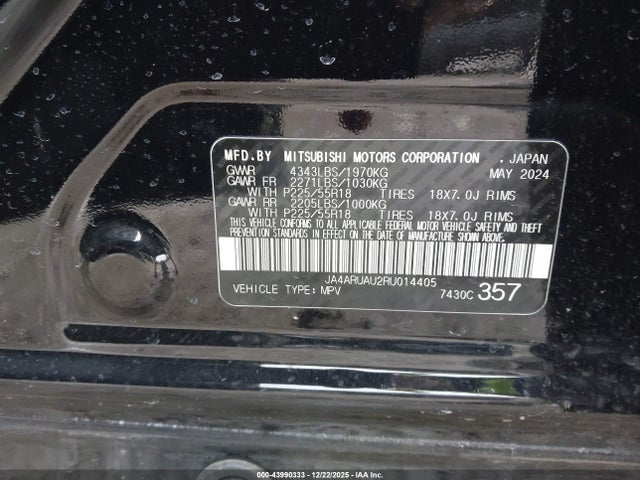 MFD.BY MITSUBISHI MOTORS CORPORATION . JAPAN
GVWR 4343LBS/1970KG MAY 2024
GAWR FR 2271LBS/1030KG
WITH P225/55R18 TIRES 18X7.0J RIMS
GAWR RR 2205LBS/1000KG
WITH P225/55R18 TIRES 18X7.0J RIMS
THIS VEHICLE CONFORMS TO ALL APPLICABLE FEDERAL MOTOR VEHICLE SAFETY AND THEFT
PREVENTION STANDARDS IN EFFECT ON THE DATE OF MANUFACTURE SHOWN ABOVE.
JA4ARUAU2RU014405
VEHICLE TYPE: MPV 7430C 357
000-43990333 - 12/22/2025 - IAA Inc.